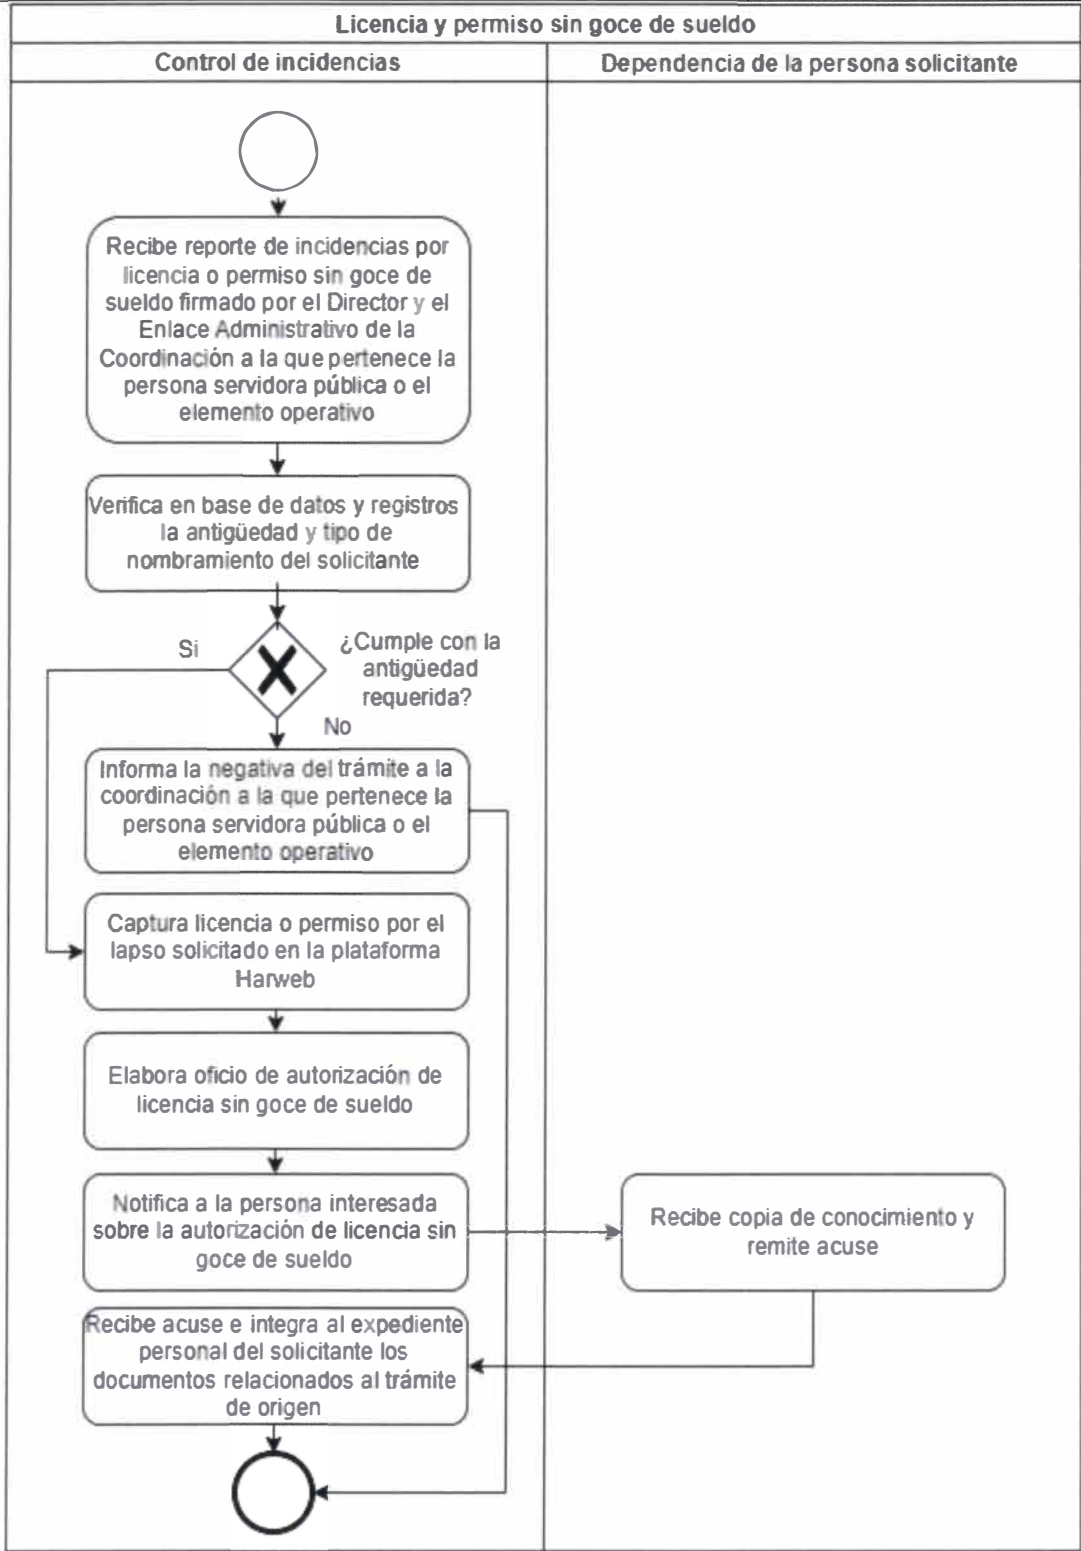 Licencia y permiso sin goce de sueldo
Control de incidencias
Dependencia de la persona solicitante
Recibe reporte de incidencias por
licencia o permiso sin goce de
sueldo firmado por el Director y el
Enlace Administrativo de la
Coordinación a la que pertenece la
persona servidora pública o el
elemento operativo
Verifica en base de datos y registros
la antigüedad y tipo de
nombramiento del solicitante
Si
¿Cumple con la
antigüedad
requerida?
No
Informa la negativa del trámite a la
coordinación a la que pertenece la
persona servidora pública o el
elemento operativo
Captura licencia o permiso por el
lapso solicitado en la plataforma
Harweb
Elabora oficio de autorización de
licencia sin goce de sueldo
Notifica a la persona interesada
sobre la autorización de licencia sin
goce de sueldo
Recibe copia de conocimiento y
remite acuse
Recibe acuse e integra al expediente
personal del solicitante los
documentos relacionados al trámite
de origen